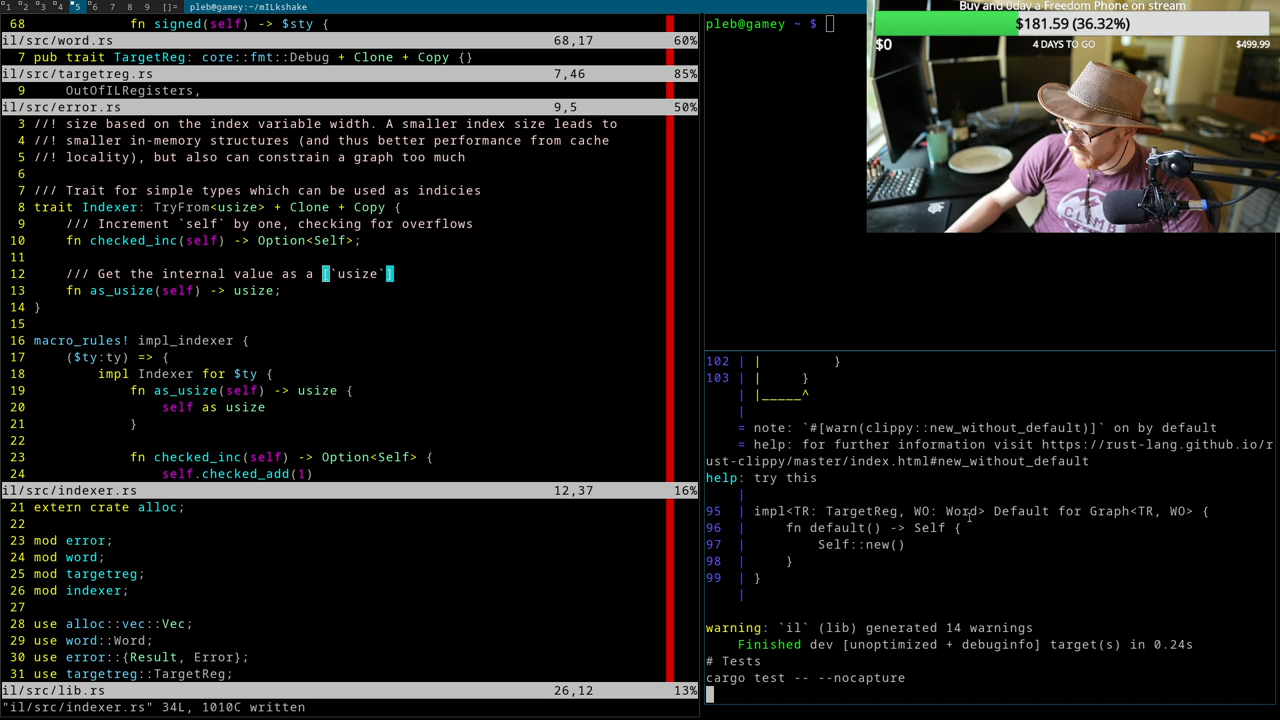 1 2 3 4 5 6 7 8 9 []= pleb@gamey:~/mILkshake
68 fn signed(self) -> $sty {
il/src/word.rs 68,17 60%
7 pub trait TargetReg: core::fmt::Debug + Clone + Copy {}
il/src/targetreg.rs 7,46 85%
9 OutOfILRegisters,
il/src/error.rs 9,5 50%
3 //! size based on the index variable width. A smaller index size leads to
4 //! smaller in-memory structures (and thus better performance from cache
5 //! locality), but also can constrain a graph too much
6
7 /// Trait for simple types which can be used as indicies
8 trait Indexer: TryFrom<usize> + Clone + Copy {
9 /// Increment `self` by one, checking for overflows
10 fn checked_inc(self) -> Option<Self>;
11
12 /// Get the internal value as a [`usize`]
13 fn as_usize(self) -> usize;
14 }
15
16 macro_rules! impl_indexer {
17 ($ty:ty) => {
18 impl Indexer for $ty {
19 fn as_usize(self) -> usize {
20 self as usize
21 }
22
23 fn checked_inc(self) -> Option<Self> {
24 self.checked_add(1)
il/src/indexer.rs 12,37 16%
21 extern crate alloc;
22
23 mod error;
24 mod word;
25 mod targetreg;
26 mod indexer;
27
28 use alloc::vec::Vec;
29 use word::Word;
30 use error::{Result, Error};
31 use targetreg::TargetReg;
il/src/lib.rs 26,12 13%
"il/src/indexer.rs" 34L, 1010C written
pleb@gamey ~ $
Buy and 0day a Freedom Phone on stream
$181.59 (36.32%)
$0 4 DAYS TO GO $499.99
CLIMB
102 | | }
103 | | }
| |_____^
|
= note: `#[warn(clippy::new_without_default)]` on by default
= help: for further information visit https://rust-lang.github.io/r
ust-clippy/master/index.html#new_without_default
help: try this
|
95 | impl<TR: TargetReg, WO: Word> Default for Graph<TR, WO> {
96 | fn default() -> Self {
97 | Self::new()
98 | }
99 | }
|
warning: `il` (lib) generated 14 warnings
Finished dev [unoptimized + debuginfo] target(s) in 0.24s
# Tests
cargo test -- --nocapture